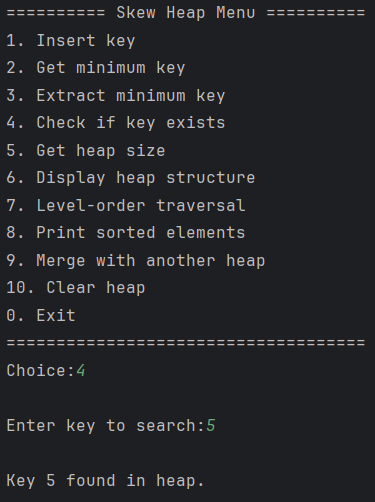 ========== Skew Heap Menu ==========
1. Insert key
2. Get minimum key
3. Extract minimum key
4. Check if key exists
5. Get heap size
6. Display heap structure
7. Level-order traversal
8. Print sorted elements
9. Merge with another heap
10. Clear heap
0. Exit
====================================
Choice:4
Enter key to search:5
Key 5 found in heap.